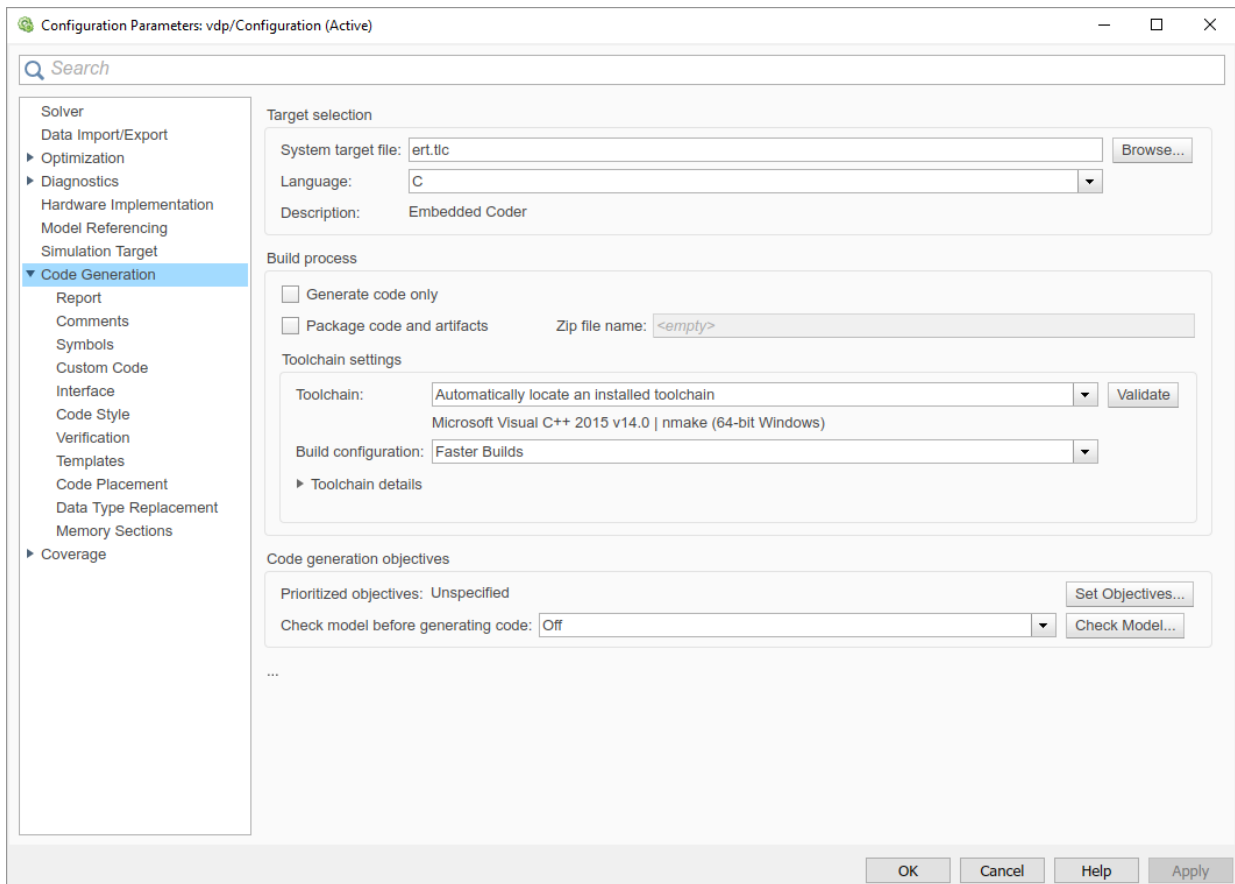 Configuration Parameters: vdp/Configuration (Active)
Search
Solver
Data Import/Export
Optimization
Diagnostics
Hardware Implementation
Model Referencing
Simulation Target
Code Generation
Report
Comments
Symbols
Custom Code
Interface
Code Style
Verification
Templates
Code Placement
Data Type Replacement
Memory Sections
Coverage
Target selection
System target file: ert.tlc Browse...
Language: C
Description: Embedded Coder
Build process
Generate code only
Package code and artifacts Zip file name: <empty>
Toolchain settings
Toolchain: Automatically locate an installed toolchain Validate
Microsoft Visual C++ 2015 v14.0 | nmake (64-bit Windows)
Build configuration: Faster Builds
Toolchain details
Code generation objectives
Prioritized objectives: Unspecified Set Objectives...
Check model before generating code: Off Check Model...
...
OK Cancel Help Apply